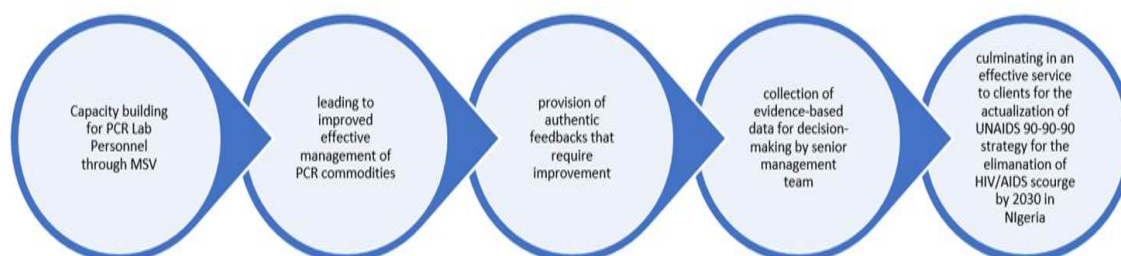 Capacity building
for PCR Lab
Personnel
through MSV
leading to
improved
effective
management of
PCR commodities
provision of
authentic
feedbacks that
require
improvement
collection of
evidence-based
data for decision-
making by senior
management
team
culminating in an
effective service
to clients for the
actualization of
UNAIDS 90-90-90
strategy for the
elimanation of
HIV/AIDS scourge
by 2030 in
NIgeria